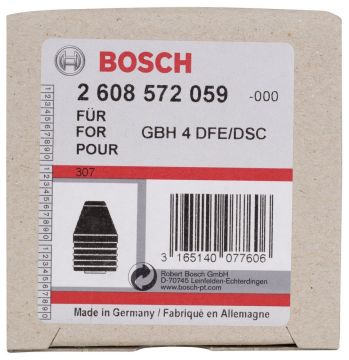 BOSCH
2 608 572 059 -000
FÜR
FOR GBH 4 DFE/DSC
POUR
307
3 165140 077606
Robert Bosch GmbH
D-70745 Leinfelden-Echterdingen
www.bosch-pt.com
Made in Germany / Fabriqué en Allemagne